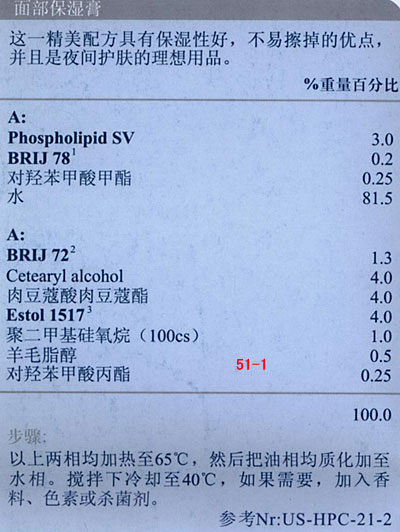 面部保湿膏
这一精美配方具有保湿性好，不易擦掉的优点，
并且是夜间护肤的理想用品。
%重量百分比
A:
Phospholipid SV 3.0
BRIJ 78¹ 0.2
对羟苯甲酸甲酯 0.25
水 81.5
A:
BRIJ 72² 1.3
Cetearyl alcohol 4.0
肉豆蔻酸肉豆蔻酯 4.0
Estol 1517³ 4.0
聚二甲基硅氧烷（100cs） 1.0
羊毛脂醇 0.5
51-1
对羟苯甲酸丙酯 0.25
100.0
步骤:
以上两相均加热至65℃，然后把油相均质化加至
水相。搅拌下冷却至40℃，如果需要，加入香
料、色素或杀菌剂。
参考Nr:US-HPC-21-2